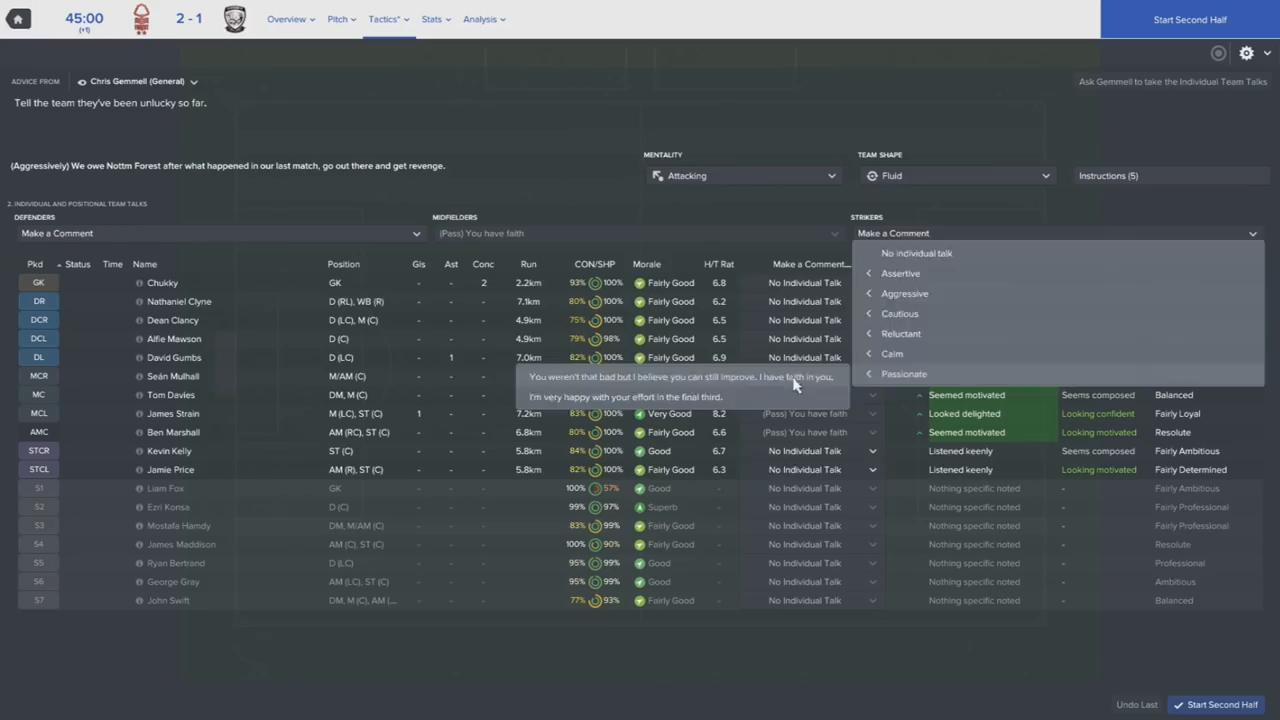 45:00 (+1) 2 - 1 Overview Pitch Tactics* Stats Analysis Start Second Half
ADVICE FROM Chris Gemmell (General) Ask Gemmell to take the Individual Team Talks
Tell the team they've been unlucky so far.
MENTALITY TEAM SHAPE
(Aggressively) We owe Nottm Forest after what happened in our last match, go out there and get revenge. Attacking Fluid Instructions (5)
2. INDIVIDUAL AND POSITIONAL TEAM TALKS
DEFENDERS MIDFIELDERS STRIKERS
Make a Comment (Pass) You have faith Make a Comment
No individual talk
Assertive
Aggressive
Cautious
Reluctant
Calm
Passionate
You weren't that bad but I believe you can still improve. I have faith in you.
I'm very happy with your effort in the final third.
Pkd Status Time Name Position Gls Ast Conc Run CON/SHP Morale H/T Rat Make a Comment...
GK Chukky GK - - 2 2.2km 93% 100% Fairly Good 6.8 No Individual Talk
DR Nathaniel Clyne D (RL), WB (R) - - - 7.1km 80% 100% Fairly Good 6.2 No Individual Talk
DCR Dean Clancy D (LC), M (C) - - - 4.9km 75% 100% Fairly Good 6.5 No Individual Talk
DCL Alfie Mawson D (C) - - - 4.9km 79% 98% Fairly Good 6.5 No Individual Talk
DL David Gumbs D (LC) - 1 - 7.0km 82% 100% Fairly Good 6.9 No Individual Talk
MCR Seán Mulhall M/AM (C) - -
MC Tom Davies DM, M (C) - - Seemed motivated Seems composed Balanced
MCL James Strain M (LC), ST (C) 1 - - 7.2km 83% 100% Very Good 8.2 (Pass) You have faith Looked delighted Looking confident Fairly Loyal
AMC Ben Marshall AM (RC), ST (C) - - - 6.8km 80% 100% Fairly Good 6.6 (Pass) You have faith Seemed motivated Looking motivated Resolute
STCR Kevin Kelly ST (C) - - - 5.8km 84% 100% Good 6.7 No Individual Talk Listened keenly Seems composed Fairly Ambitious
STCL Jamie Price AM (R), ST (C) - - - 5.8km 82% 100% Fairly Good 6.3 No Individual Talk Listened keenly Looking motivated Fairly Determined
S1 Liam Fox GK - - - 100% 57% Good - No Individual Talk Nothing specific noted - Fairly Ambitious
S2 Ezri Konsa D (C) - - - 99% 97% Superb - No Individual Talk Nothing specific noted - Fairly Professional
S3 Mostafa Hamdy DM, M/AM (C) - - - 83% 99% Fairly Good - No Individual Talk Nothing specific noted - Fairly Professional
S4 James Maddison AM (C), ST (C) - - - 100% 90% Fairly Good - No Individual Talk Nothing specific noted - Resolute
S5 Ryan Bertrand D (LC) - - - 95% 99% Good - No Individual Talk Nothing specific noted - Professional
S6 George Gray AM (LC), ST (C) - - - 95% 99% Good - No Individual Talk Nothing specific noted - Ambitious
S7 John Swift DM, M (C), AM (... - - - 77% 93% Fairly Good - No Individual Talk Nothing specific noted - Balanced
Undo Last Start Second Half